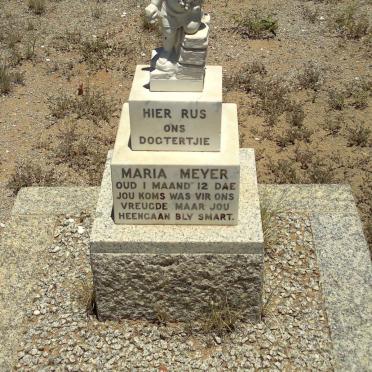 HIER RUS
ONS
DOGTERTJIE
MARIA MEYER
OUD 1 MAAND 12 DAE
JOU KOMS WAS VIR ONS
VREUGDE MAAR JOU
HEENGAAN BLY SMART.